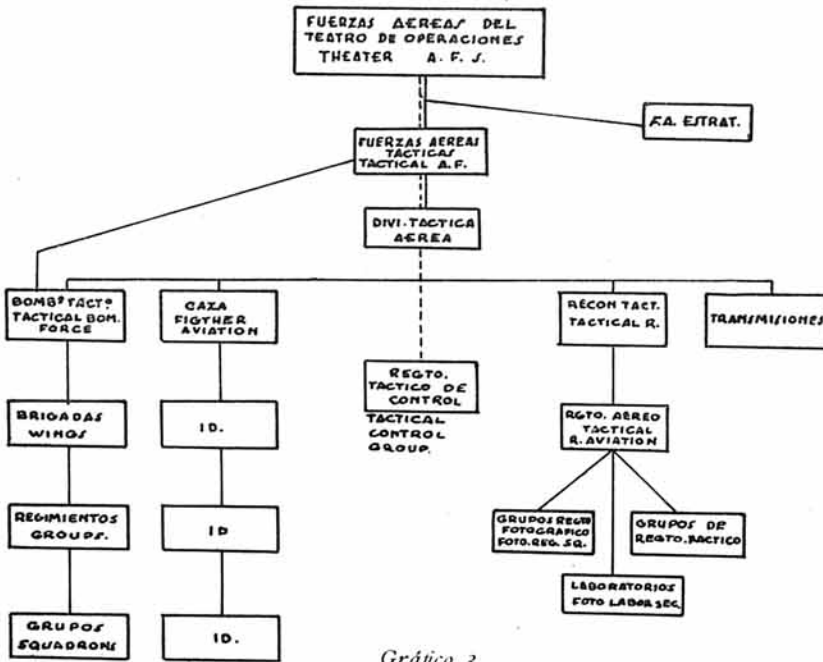 FUERZAS AEREAS DEL
TEATRO DE OPERACIONES
THEATER A. F. S.
F.A. ESTRAT.
FUERZAS AEREAS
TACTICAS
TACTICAL A.F.
DIVI. TACTICA
AEREA
BOMBº TACTº
TACTICAL BOM.
FORCE
CAZA
FIGTHER
AVIATION
RECON TACT.
TACTICAL R.
TRANSMISIONES
REGTO.
TACTICO DE
CONTROL
TACTICAL
CONTROL
GROUP.
BRIGADAS
WINGS
ID.
RGTO. AEREO
TACTICAL
R. AVIATION
REGIMIENTOS
GROUPS.
ID
GRUPOS REGTO
FOTOGRAFICO
FOTO. REG. SR.
GRUPOS DE
REGTO. RACTICO
LABORATORIOS
FOTO LABOR SEC.
GRUPOS
SQUADRONS
ID.
Gráfico 2